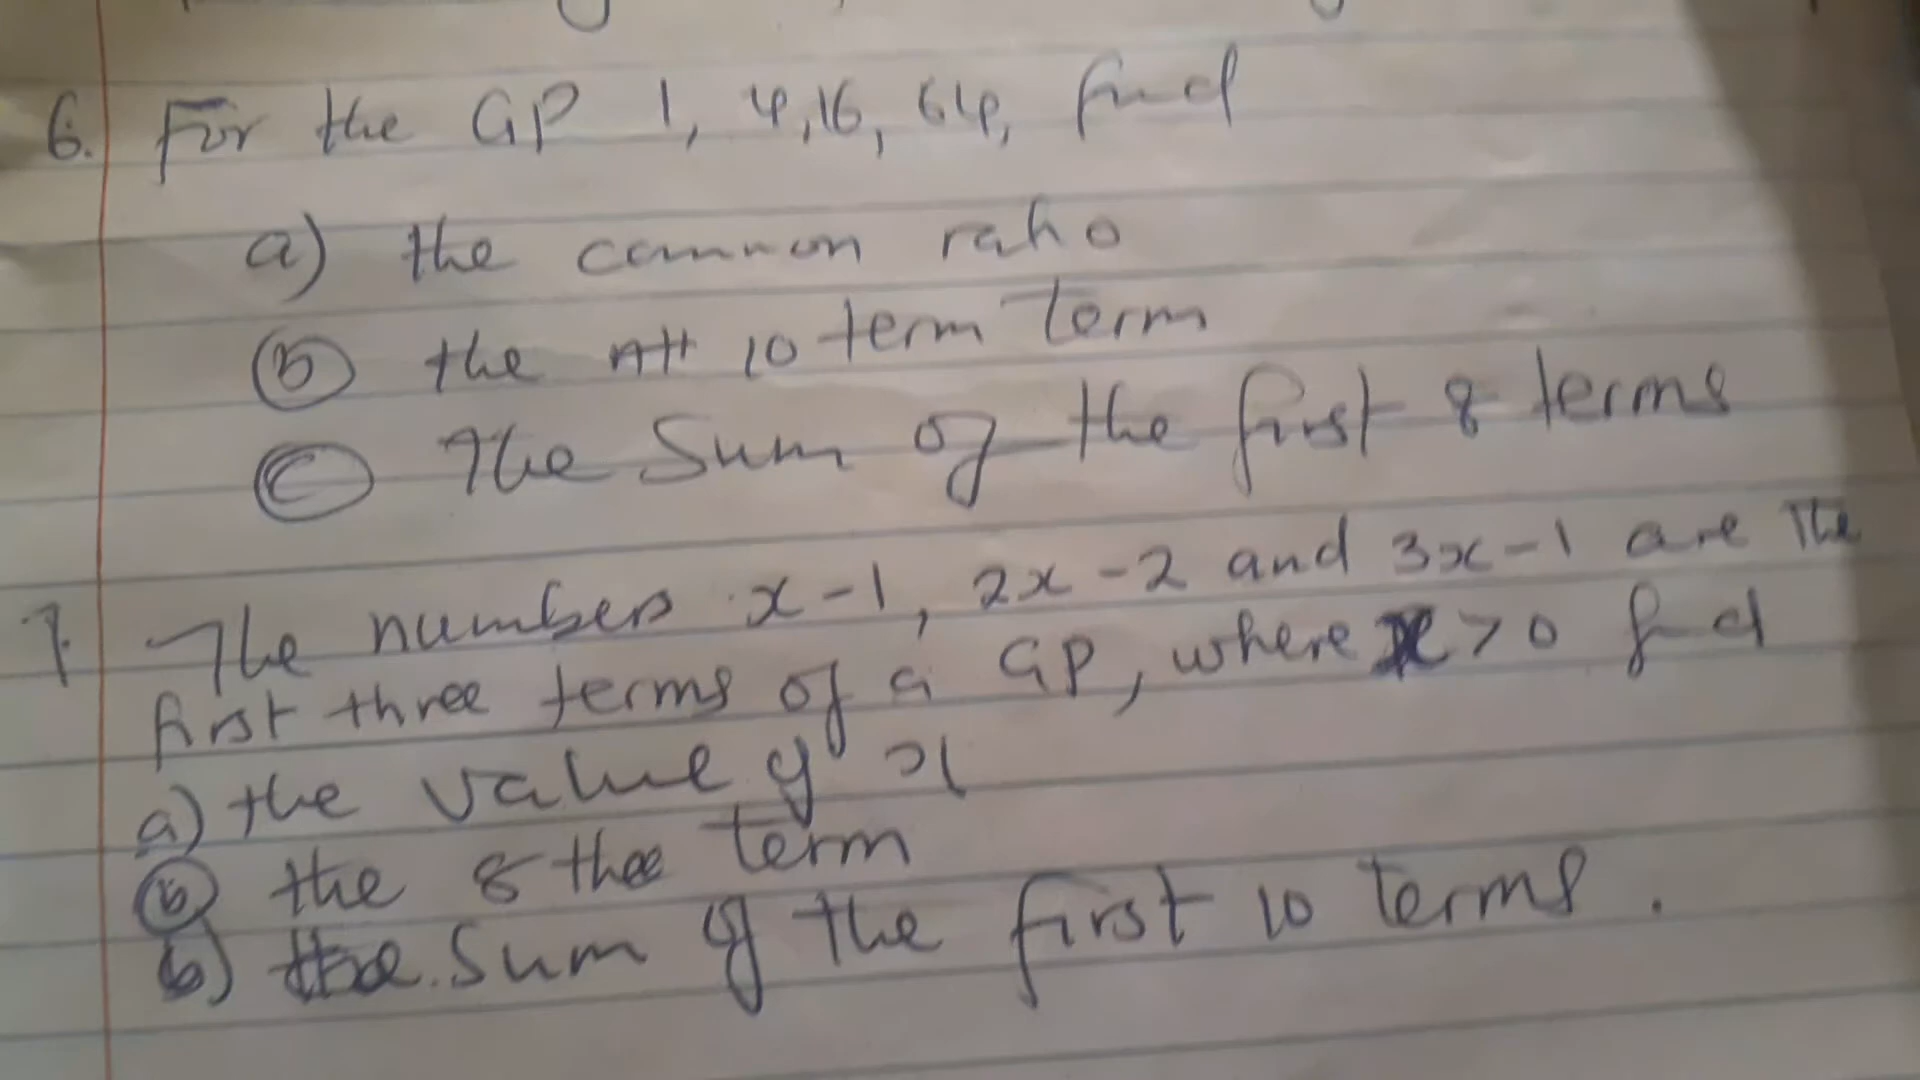 6. For the GP 1, 4, 16, 64, find
a) the common ratio
(b) the nth 10 term term
(c) The Sum of the first 8 terms
7. The numbers x-1, 2x-2 and 3x-1 are the
first three terms of a GP, where x>0 find
a) the value of x
(b) the 8 the term
b) the Sum of the first 10 terms.